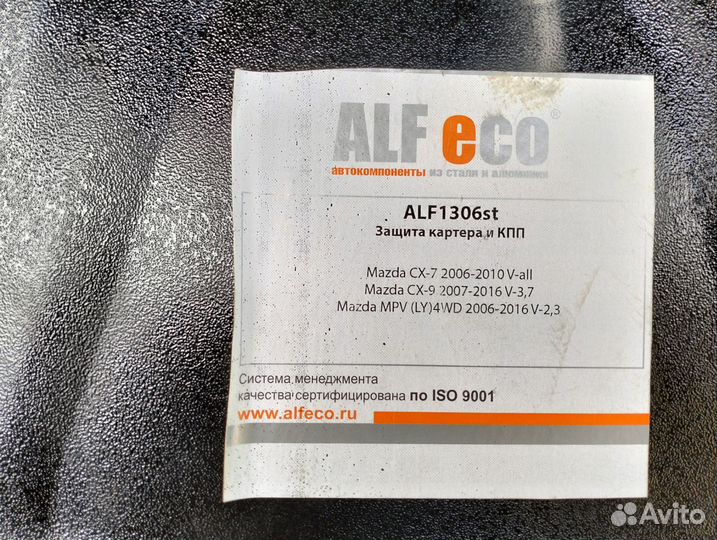 ALF eco®
автокомпоненты из стали и алюминия
ALF1306st
Защита картера и КПП
Mazda CX-7 2006-2010 V-all
Mazda CX-9 2007-2016 V-3,7
Mazda MPV (LY)4WD 2006-2016 V-2,3
Система менеджмента
качества сертифицирована по ISO 9001
www.alfeco.ru
Avito